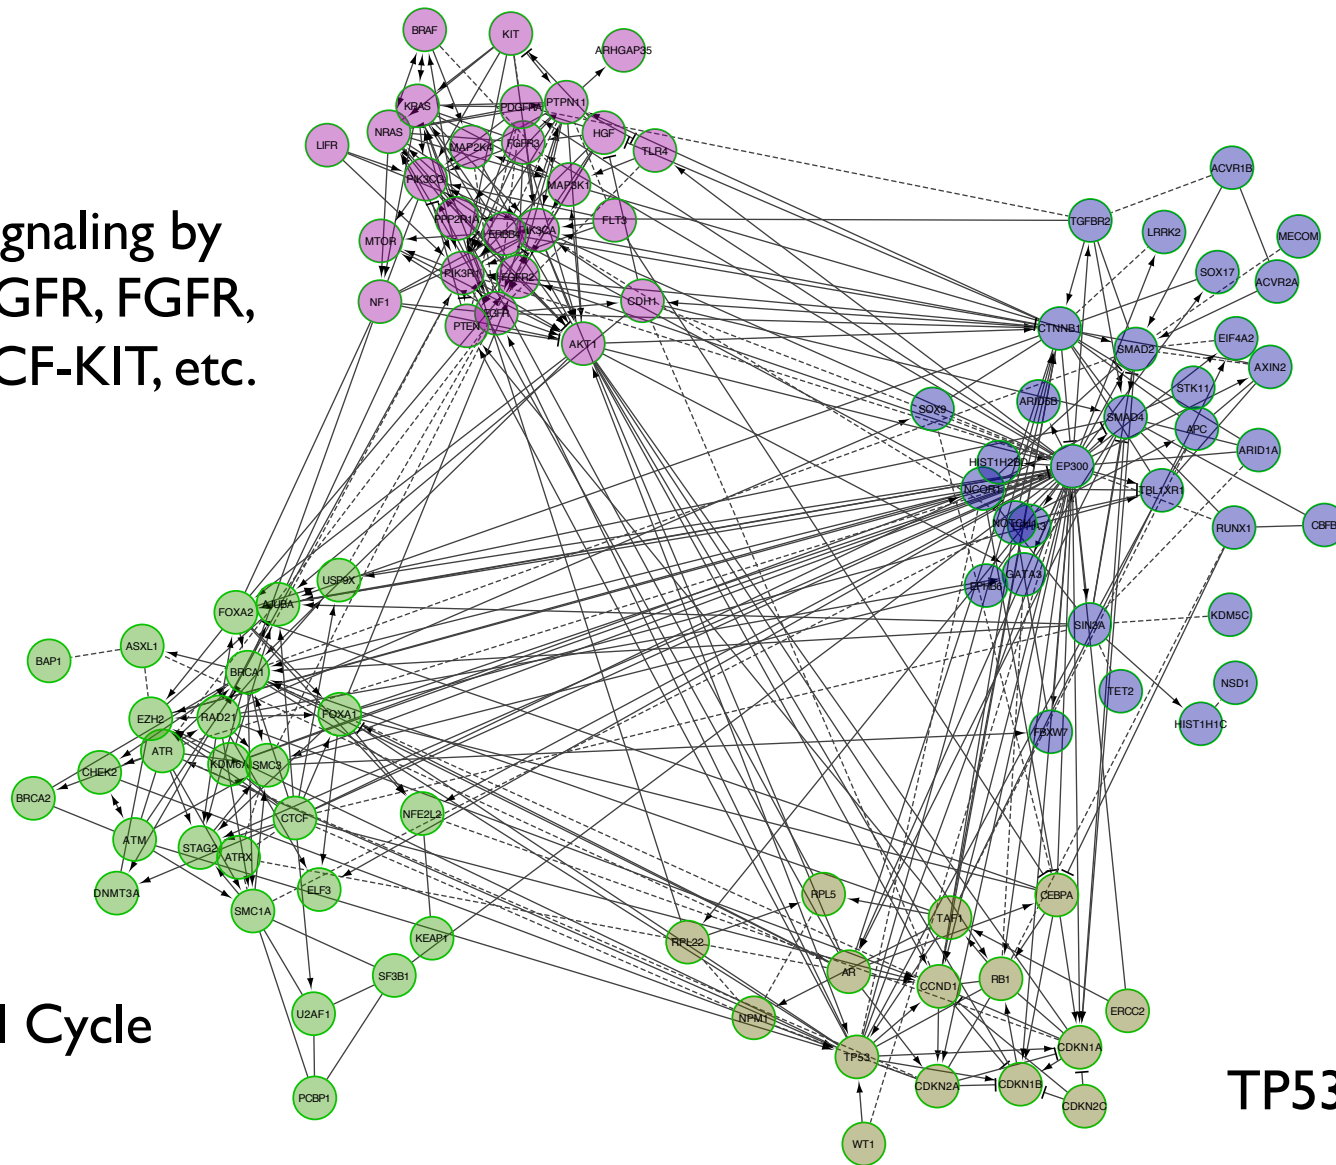 BRAF
KIT
ARHGAP35
KRAS
PDGFRA
PTPN11
NRAS
MAP2K4
FGFR3
HGF
TLR4
LIFR
PIK3CG
MAP3K1
ACVR1B
PPP2R1A
ERBB4
PIK3CA
FLT3
TGFBR2
LRRK2
MECOM
gnaling by
MTOR
PIK3R1
FGFR2
SOX17
ACVR2A
GFR, FGFR,
NF1
PTEN
EGFR
CDH1
CTNNB1
EIF4A2
CF-KIT, etc.
AKT1
SMAD2
AXIN2
STK11
SOX9
ARID5B
SMAD4
APC
ARID1A
HIST1H2BD
EP300
NCOR1
TBL1XR1
NOTCH1
RUNX1
CBFB
USP9X
EPHB6
GATA3
FOXA2
AJUBA
SIN3A
KDM5C
BAP1
ASXL1
BRCA1
TET2
NSD1
EZH2
RAD21
FOXA1
HIST1H1C
FBXW7
ATR
CHEK2
KDM6A
SMC3
BRCA2
NFE2L2
CTCF
ATM
STAG2
ATRX
DNMT3A
ELF3
RPL5
CEBPA
SMC1A
TAF1
KEAP1
RPL22
SF3B1
AR
CCND1
RB1
U2AF1
NPM1
ERCC2
l Cycle
TP53
CDKN1A
CDKN2A
CDKN1B
PCBP1
CDKN2C
TP53
WT1